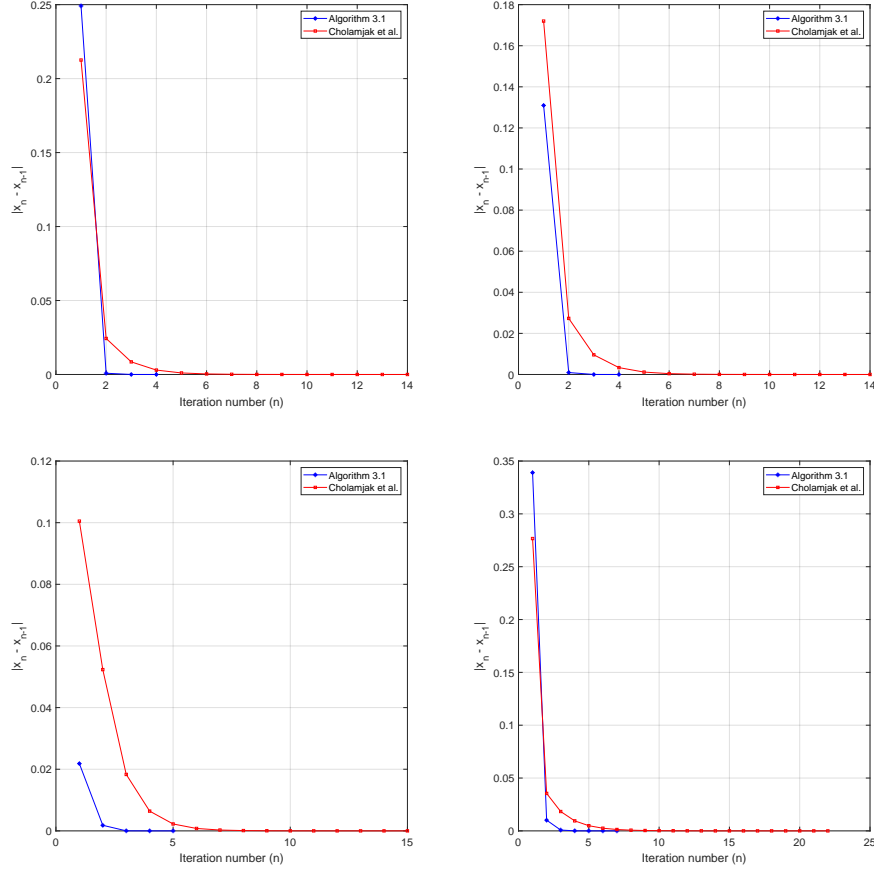 0.25
0.2
0.15
0.1
0.05
0
0 2 4 6 8 10 12 14
|x_n - x_{n-1}|
Iteration number (n)
Algorithm 3.1
Cholamjak et al.
0.18
0.16
0.14
0.12
0.1
0.08
0.06
0.04
0.02
0
0 2 4 6 8 10 12 14
|x_n - x_{n-1}|
Iteration number (n)
Algorithm 3.1
Cholamjak et al.
0.12
0.1
0.08
0.06
0.04
0.02
0
0 5 10 15
|x_n - x_{n-1}|
Iteration number (n)
Algorithm 3.1
Cholamjak et al.
0.35
0.3
0.25
0.2
0.15
0.1
0.05
0
0 5 10 15 20 25
|x_n - x_{n-1}|
Iteration number (n)
Algorithm 3.1
Cholamjak et al.